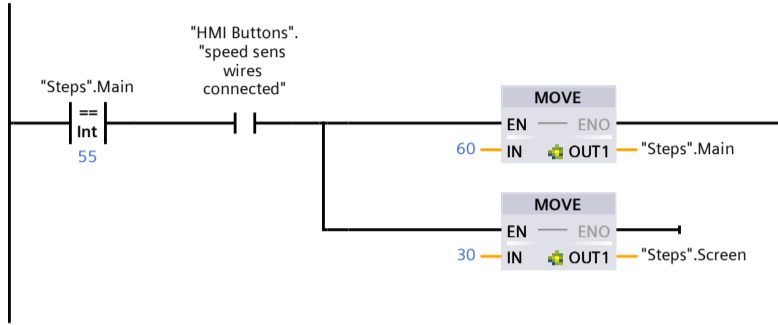 "HMI Buttons".
"speed sens
wires
connected"
"Steps".Main
==
Int
55
MOVE
EN ENO
60 IN OUT1 "Steps".Main
MOVE
EN ENO
30 IN OUT1 "Steps".Screen